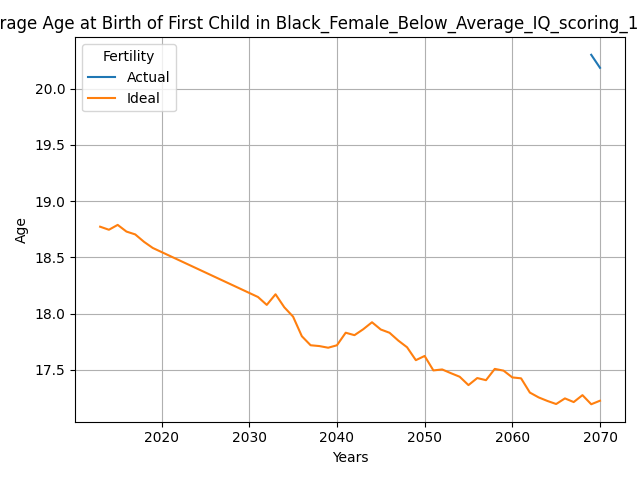 rage Age at Birth of First Child in Black_Female_Below_Average_IQ_scoring_1
Fertility
Actual
Ideal
20.0
19.5
19.0
18.5
18.0
17.5
Age
2020 2030 2040 2050 2060 2070
Years